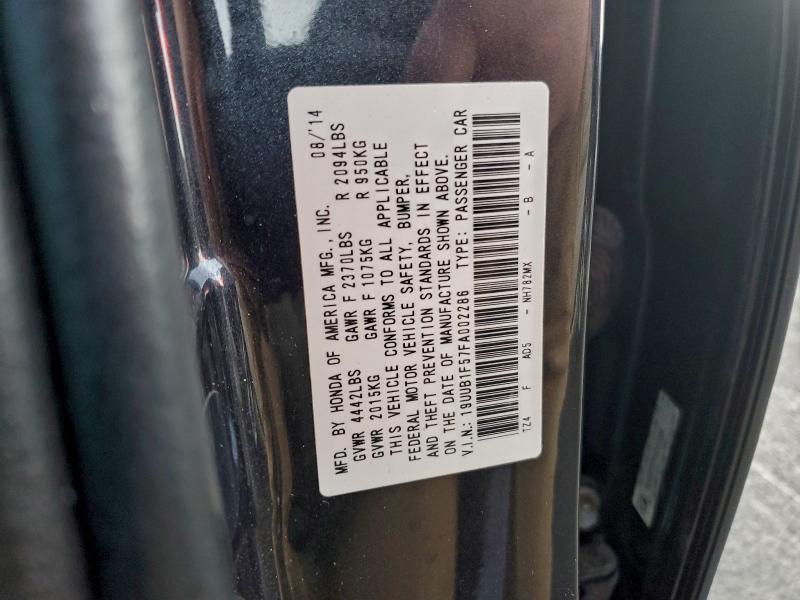 MFD. BY HONDA OF AMERICA MFG., INC. 08/'14
GVWR 4442LBS GAWR F 2370LBS R 2094LBS
GVWR 2015KG GAWR F 1075KG R 950KG
THIS VEHICLE CONFORMS TO ALL APPLICABLE
FEDERAL MOTOR VEHICLE SAFETY, BUMPER,
AND THEFT PREVENTION STANDARDS IN EFFECT
ON THE DATE OF MANUFACTURE SHOWN ABOVE.
V.I.N.: 19UUB1F57FA002286 TYPE: PASSENGER CAR
TZ4 F AD5 - NH782MX - B - A